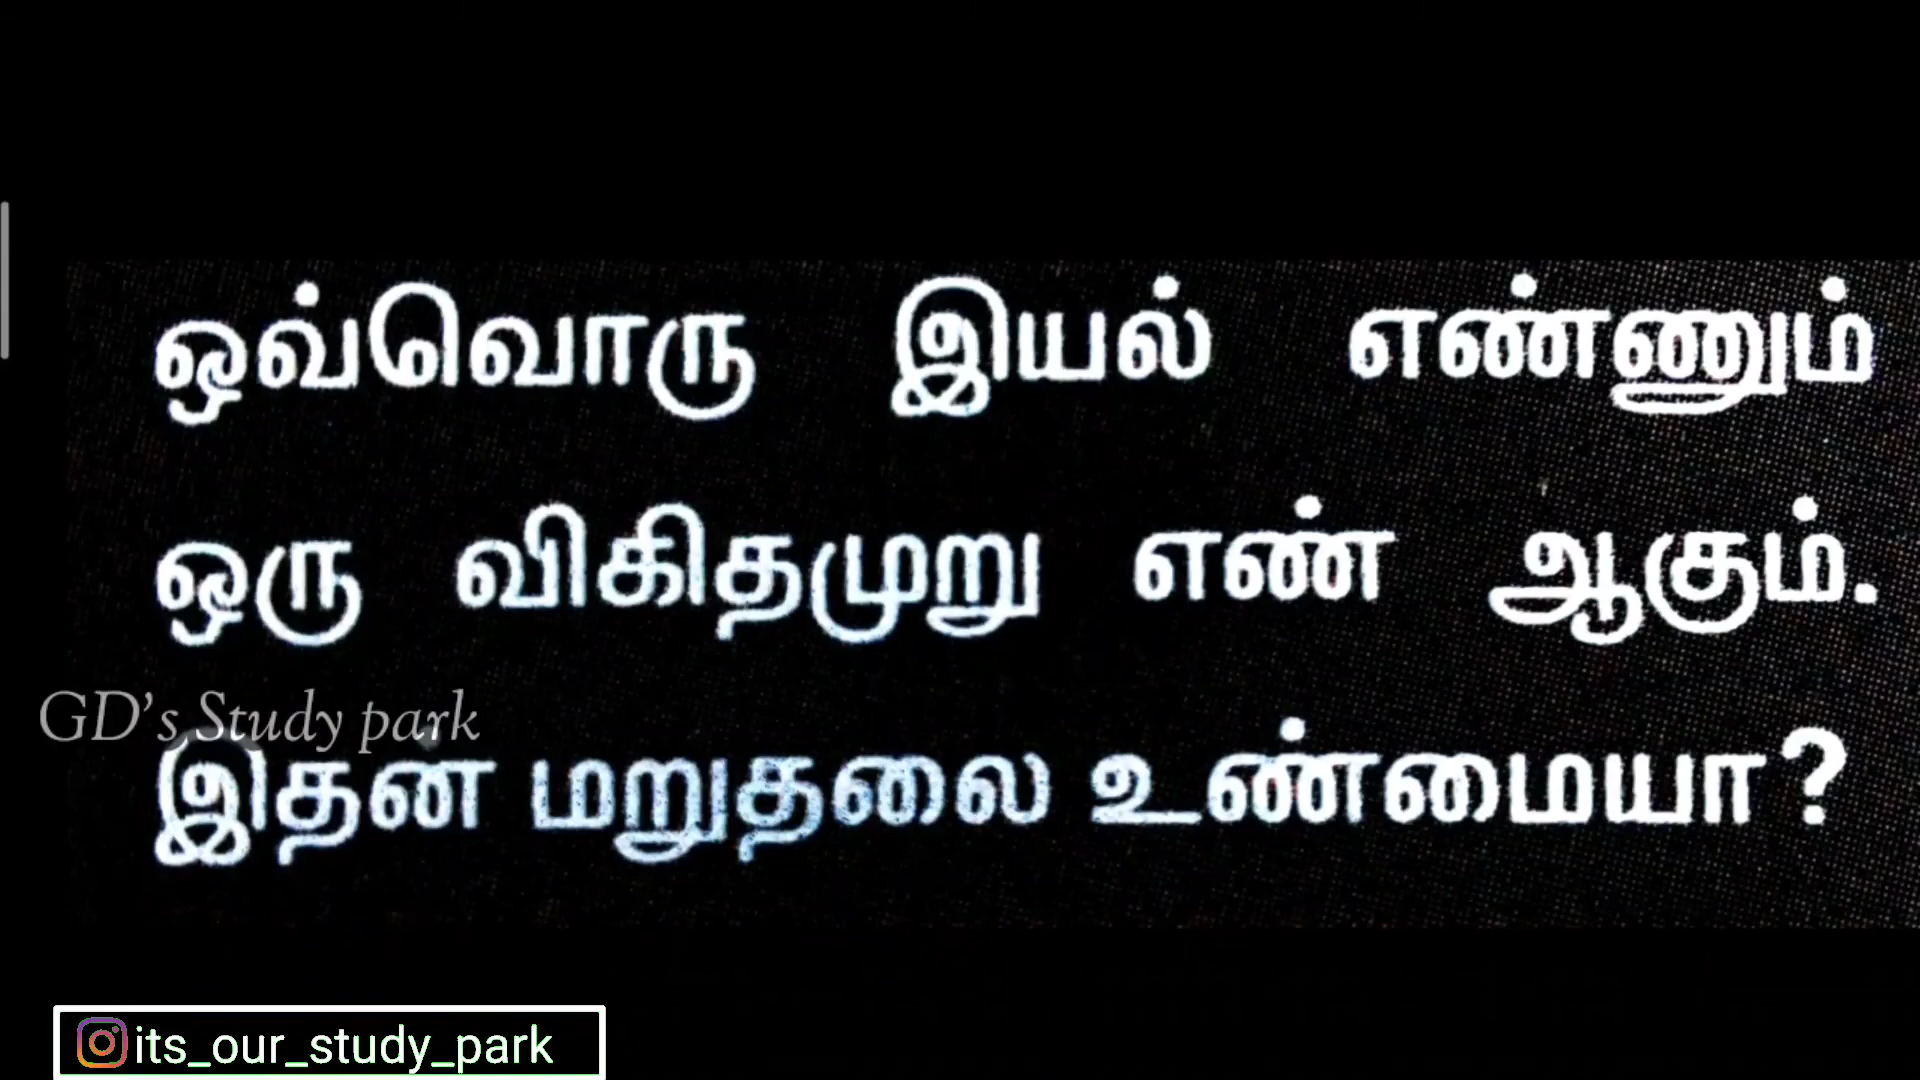 ஒவ்வொரு இயல் எண்ணும்
ஒரு விகிதமுறு எண் ஆகும்.
GD's Study park
இதன் மறுதலை உண்மையா?
its_our_study_park